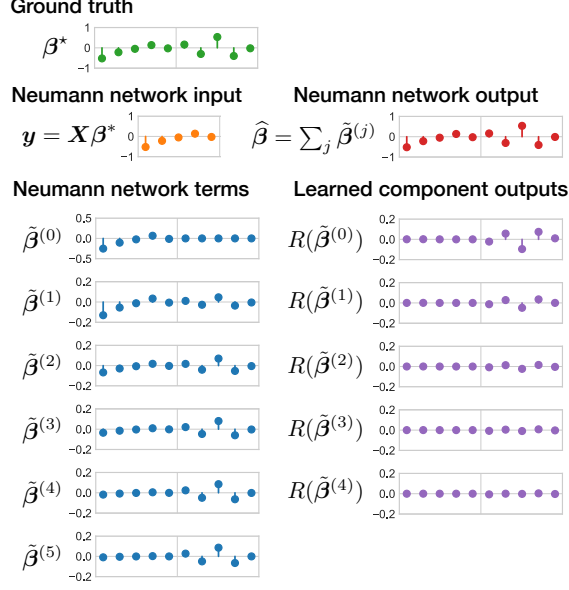 Ground truth
β* 1 0 −1
Neumann network input
y = Xβ* 1 0 −1
Neumann network output
β̂ = ∑ⱼ β̃⁽ʲ⁾ 1 0 −1
Neumann network terms
β̃⁽⁰⁾ 0.5 0.0 −0.5
β̃⁽¹⁾ 0.2 0.0 −0.2
β̃⁽²⁾ 0.2 0.0 −0.2
β̃⁽³⁾ 0.2 0.0 −0.2
β̃⁽⁴⁾ 0.2 0.0 −0.2
β̃⁽⁵⁾ 0.2 0.0 −0.2
Learned component outputs
R(β̃⁽⁰⁾) 0.2 0.0 −0.2
R(β̃⁽¹⁾) 0.2 0.0 −0.2
R(β̃⁽²⁾) 0.2 0.0 −0.2
R(β̃⁽³⁾) 0.2 0.0 −0.2
R(β̃⁽⁴⁾) 0.2 0.0 −0.2